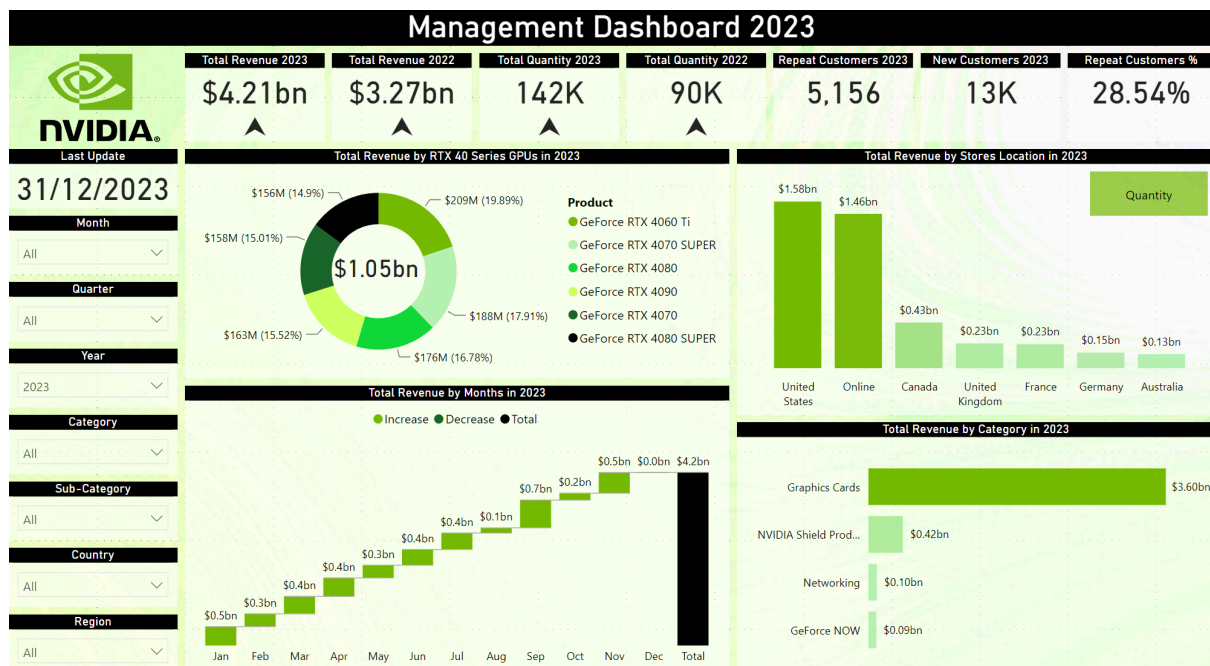 Management Dashboard 2023
NVIDIA.
Total Revenue 2023
$4.21bn
Total Revenue 2022
$3.27bn
Total Quantity 2023
142K
Total Quantity 2022
90K
Repeat Customers 2023
5,156
New Customers 2023
13K
Repeat Customers %
28.54%
Last Update
31/12/2023
Month
All
Quarter
All
Year
2023
Category
All
Sub-Category
All
Country
All
Region
All
Total Revenue by RTX 40 Series GPUs in 2023
$156M (14.9%)
$209M (19.89%)
$158M (15.01%)
$1.05bn
$188M (17.91%)
$163M (15.52%)
$176M (16.78%)
Product
GeForce RTX 4060 Ti
GeForce RTX 4070 SUPER
GeForce RTX 4080
GeForce RTX 4090
GeForce RTX 4070
GeForce RTX 4080 SUPER
Total Revenue by Stores Location in 2023
Quantity
$1.58bn
$1.46bn
$0.43bn
$0.23bn
$0.23bn
$0.15bn
$0.13bn
United States
Online
Canada
United Kingdom
France
Germany
Australia
Total Revenue by Months in 2023
Increase Decrease Total
$0.5bn
$0.3bn
$0.4bn
$0.4bn
$0.3bn
$0.4bn
$0.4bn
$0.1bn
$0.7bn
$0.2bn
$0.5bn
$0.0bn
$4.2bn
Jan Feb Mar Apr May Jun Jul Aug Sep Oct Nov Dec Total
Total Revenue by Category in 2023
Graphics Cards $3.60bn
NVIDIA Shield Prod... $0.42bn
Networking $0.10bn
GeForce NOW $0.09bn